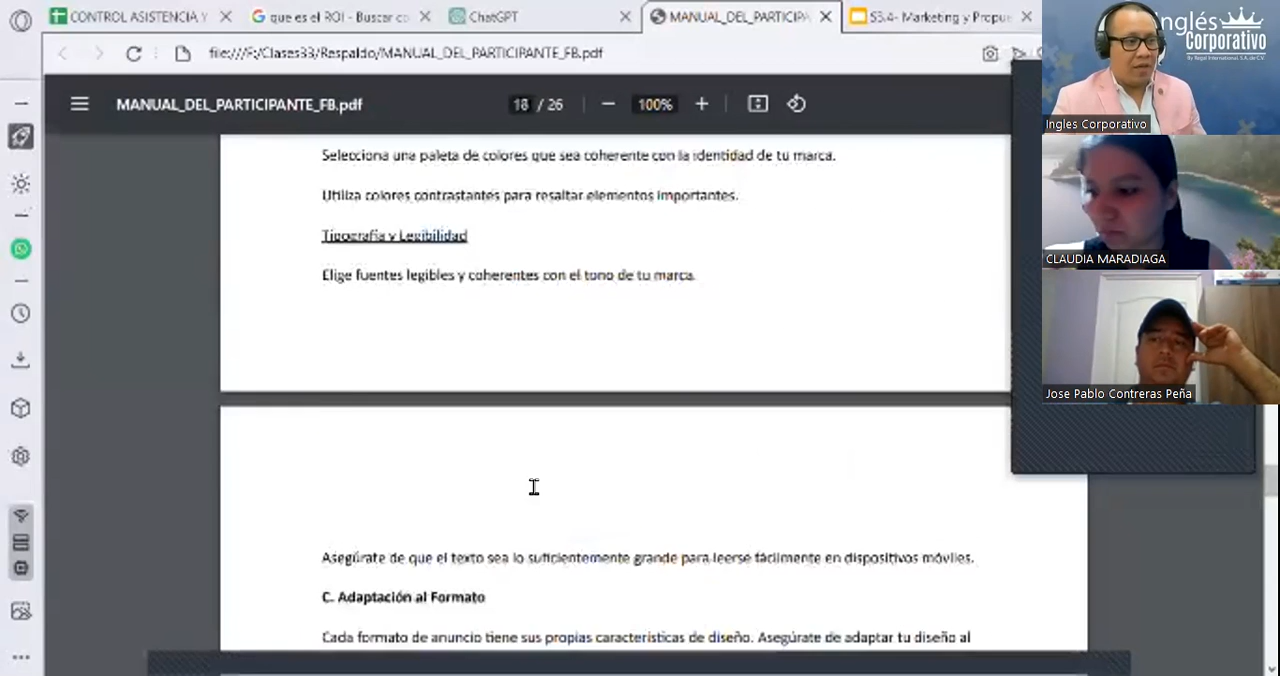 CONTROL ASISTENCIA Y
que es el ROI - Buscar co
ChatGPT
MANUAL_DEL_PARTICIPA
S3.4- Marketing y Propue
file:///F:/Clases33/Respaldo/MANUAL_DEL_PARTICIPANTE_FB.pdf
MANUAL_DEL_PARTICIPANTE_FB.pdf
18 / 26
100%
Selecciona una paleta de colores que sea coherente con la identidad de tu marca.
Utiliza colores contrastantes para resaltar elementos importantes.
Tipografía y Legibilidad
Elige fuentes legibles y coherentes con el tono de tu marca.
Asegúrate de que el texto sea lo suficientemente grande para leerse fácilmente en dispositivos móviles.
C. Adaptación al Formato
Cada formato de anuncio tiene sus propias características de diseño. Asegúrate de adaptar tu diseño al
Inglés
Corporativo
By Regal International, S.A. de C.V.
Ingles Corporativo
CLAUDIA MARADIAGA
Jose Pablo Contreras Peña